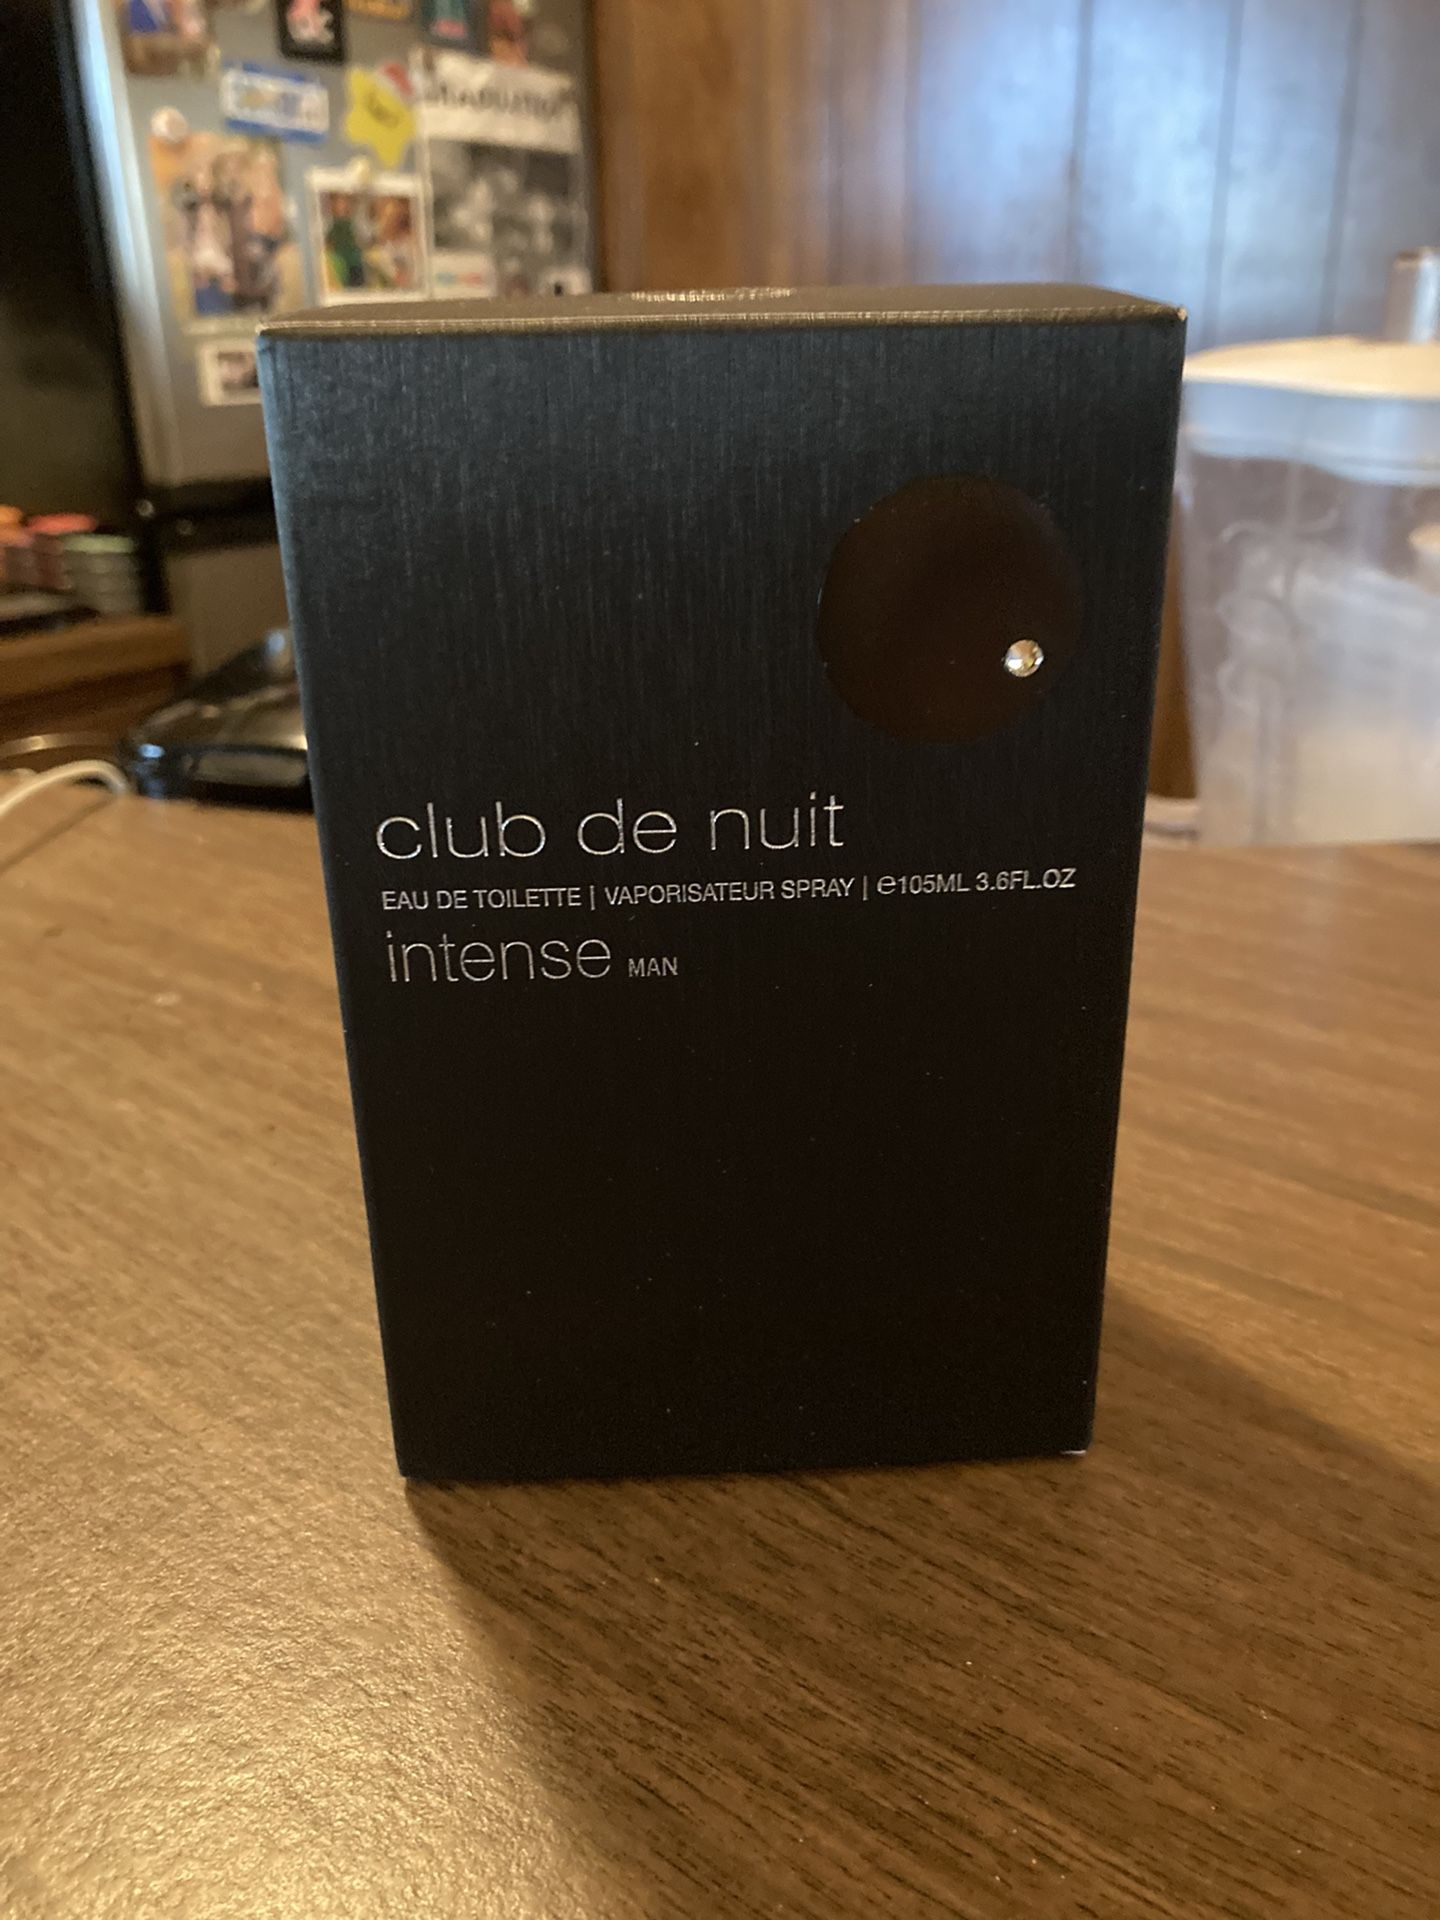 club de nuit
EAU DE TOILETTE | VAPORISATEUR SPRAY | ℮105ML 3.6FL.OZ
intense MAN